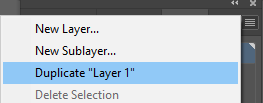 New Layer...
New Sublayer...
Duplicate "Layer 1"
Delete Selection